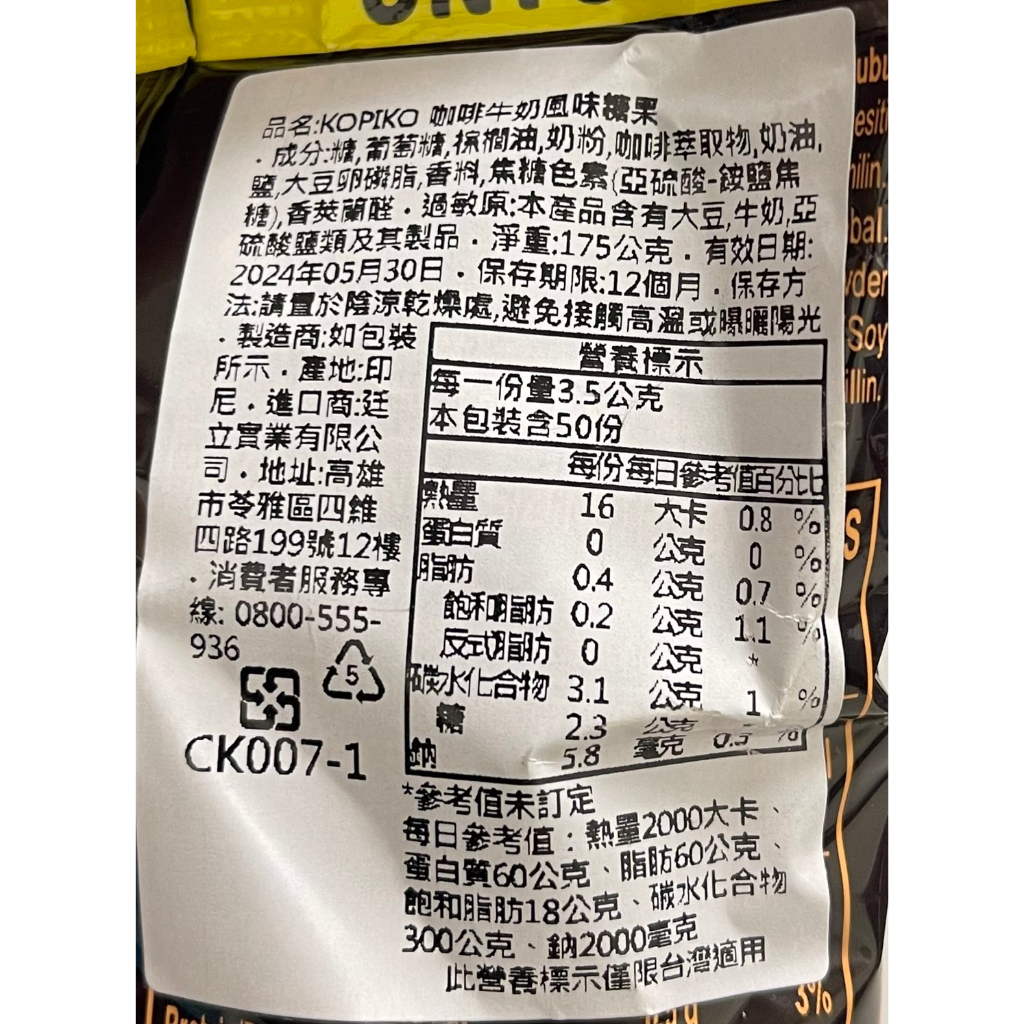 品名:KOPIKO 咖啡牛奶風味糖果
・成分:糖,葡萄糖,棕櫚油,奶粉,咖啡萃取物,奶油,
鹽,大豆卵磷脂,香料,焦糖色素(亞硫酸-銨鹽焦
糖),香莢蘭醛・過敏原:本產品含有大豆,牛奶,亞
硫酸鹽類及其製品・淨重:175公克・有效日期:
2024年05月30日・保存期限:12個月・保存方
法:請置於陰涼乾燥處,避免接觸高溫或曝曬陽光
・製造商:如包裝
所示・產地:印
尼・進口商:廷
立實業有限公
司・地址:高雄
市苓雅區四維
四路199號12樓
・消費者服務專
線: 0800-555-
936
5
CK007-1
營養標示
每一份量3.5公克
本包裝含50份
每份 每日參考值百分比
熱量 16 大卡 0.8 %
蛋白質 0 公克 0 %
脂肪 0.4 公克 0.7 %
飽和脂肪 0.2 公克 1.1 %
反式脂肪 0 公克 *
碳水化合物 3.1 公克 1 %
糖 2.3 公克
鈉 5.8 毫克 0.3 %
*參考值未訂定
每日參考值：熱量2000大卡、
蛋白質60公克、脂肪60公克、
飽和脂肪18公克、碳水化合物
300公克、鈉2000毫克
此營養標示僅限台灣適用
bal.
Soy
S
3%